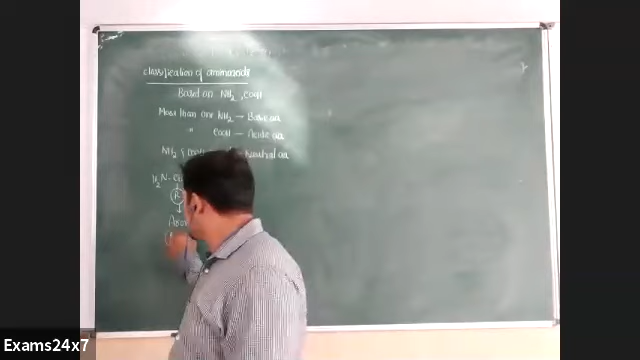 Classification of aminoacids
Based on NH2, COOH
More than one NH2 → Basic aa
" COOH — Acidic aa
NH2 Neutral aa
H2N - 
R
Exams24x7